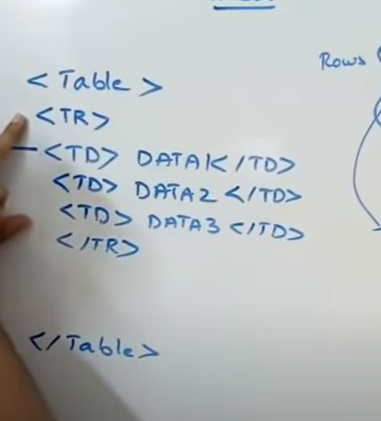 Rows
<Table>
<TR>
<TD> DATA1</TD>
<TD> DATA2 </TD>
<TD> DATA3 </TD>
</TR>
</Table>